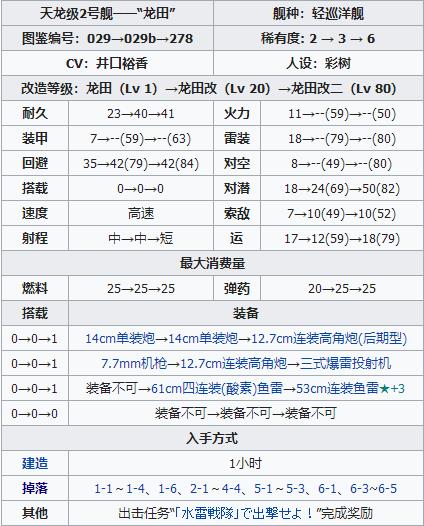 天龙级2号舰——“龙田” 舰种：轻巡洋舰
图鉴编号：029→029b→278 稀有度：2 → 3 → 6
CV：井口裕香 人设：彩树
改造等级：龙田（Lv 1）→龙田改（Lv 20）→龙田改二（Lv 80）
耐久 23→40→41 火力 11→--(59)→--(50)
装甲 7→--(59)→--(63) 雷装 18→--(79)→--(80)
回避 35→42(79)→42(84) 对空 8→--(49)→--(80)
搭载 0→0→0 对潜 18→24(69)→50(82)
速度 高速 索敌 7→10(49)→10(52)
射程 中→中→短 运 17→12(59)→18(79)
最大消费量
燃料 25→25→25 弹药 20→25→25
搭载 装备
0→0→1 14cm单装炮→14cm单装炮→12.7cm连装高角炮(后期型)
0→0→1 7.7mm机枪→12.7cm连装高角炮→三式爆雷投射机
0→0→1 装备不可→61cm四连装(酸素)鱼雷→53cm连装鱼雷★+3
0→0→0 装备不可→装备不可→装备不可
入手方式
建造 1小时
掉落 1-1～1-4、1-6、2-1～4-4、5-1～5-3、6-1、6-3~6-5
其他 出击任务“「水雷戦隊」で出撃せよ！”完成奖励